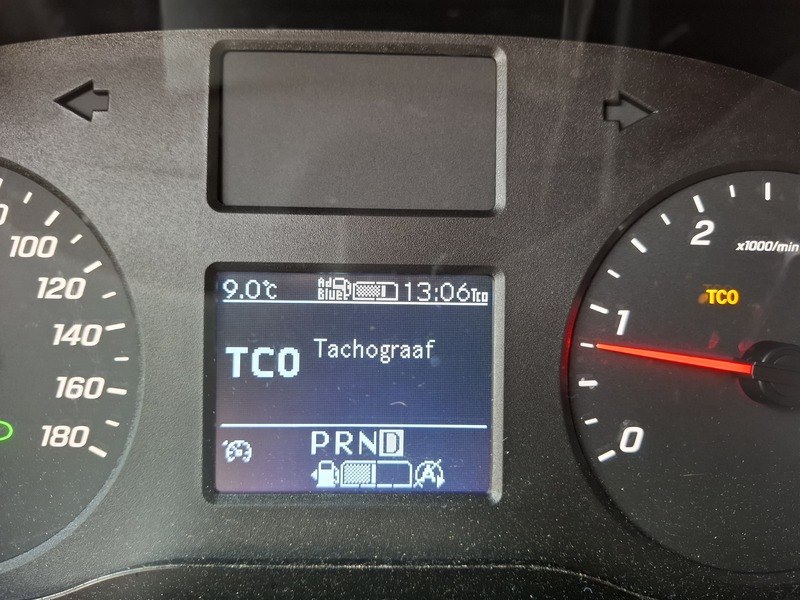 9.0°C Ad Blue 13:06 Tco
TCO Tachograaf
PRND
A
100
120
140
160
180
2
x1000/min
TCO
1
0